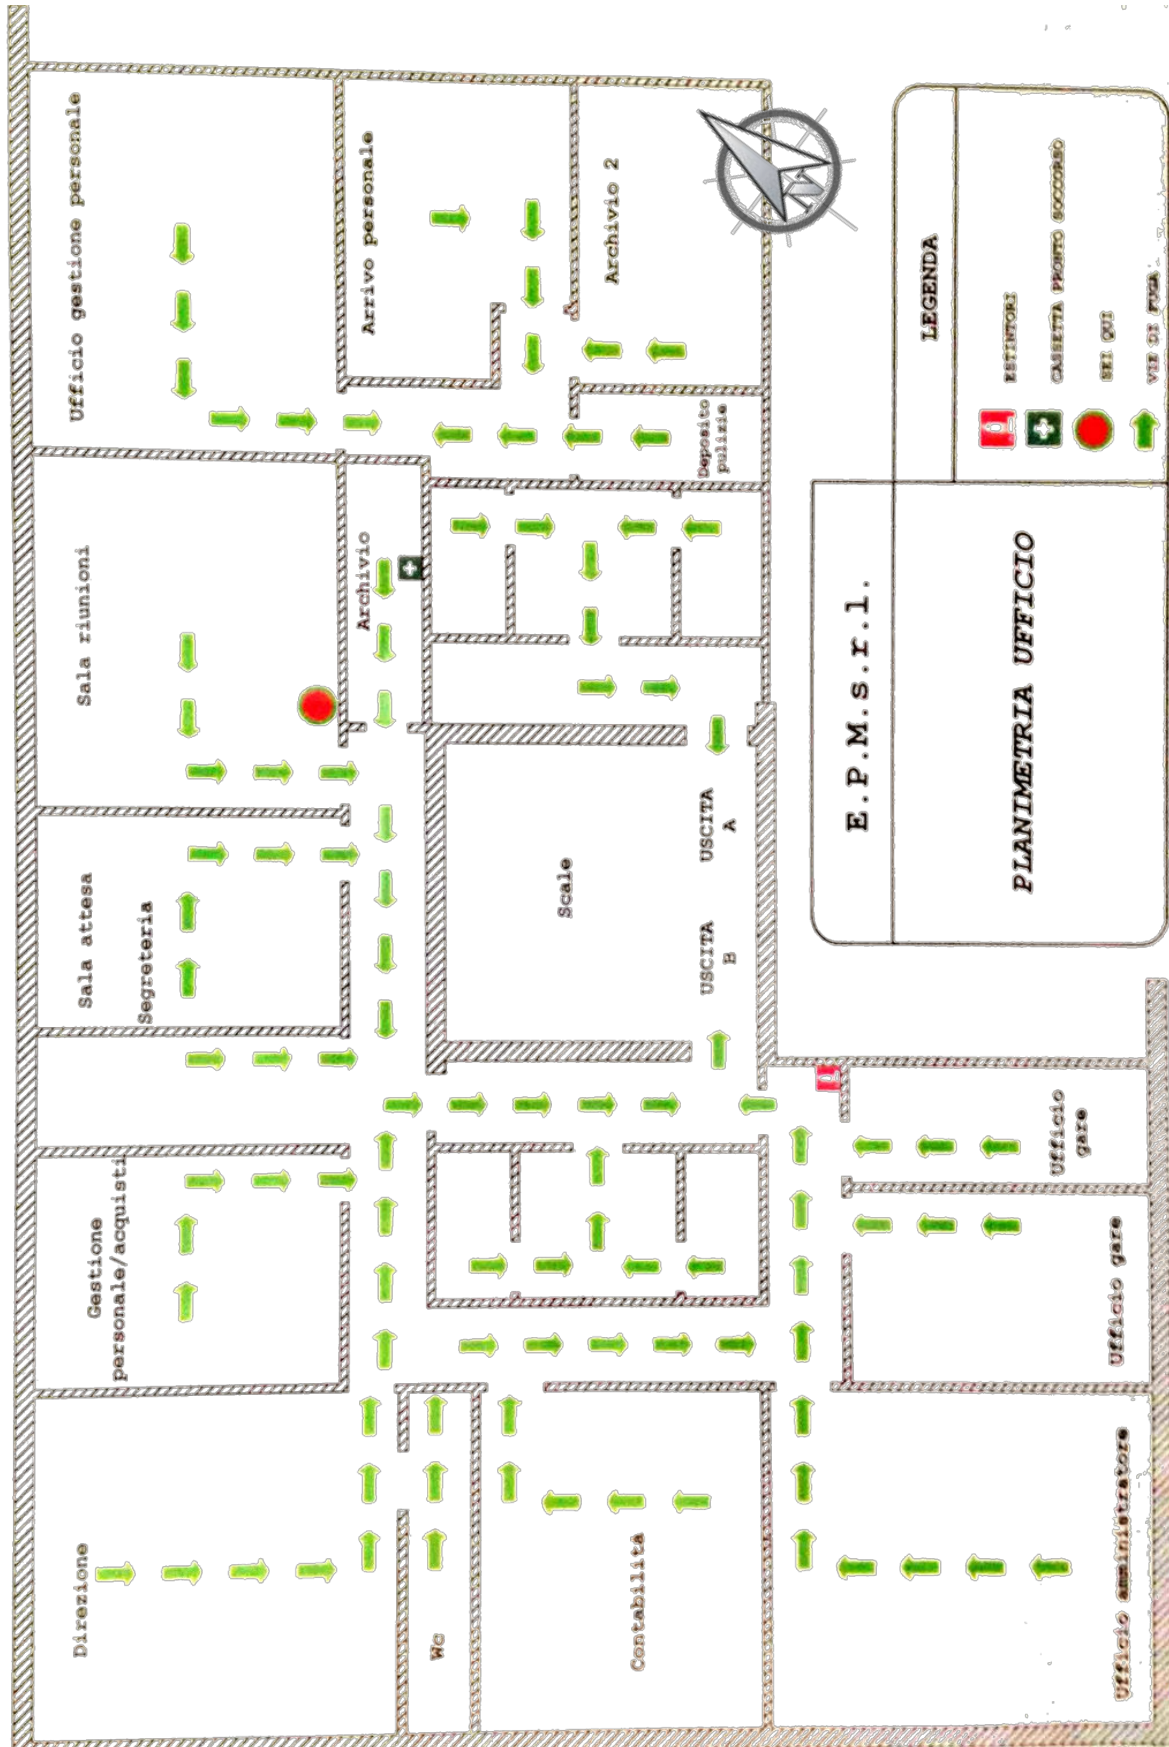 Direzione
Gestione
personale/acquisti
Sala attesa
Segreteria
Sala riunioni
Ufficio gestione personale
Archivio
Arrivo personale
Archivio 2
Deposito
pulizie
Wc
Contabilità
Scale
USCITA
B
USCITA
A
Ufficio amministratore
Ufficio gare
Ufficio
gare
N
E.P.M.s.r.l.
PLANIMETRIA UFFICIO
LEGENDA
ESTINTORI
CASSETTA PRONTO SOCCORSO
SEI QUI
VIE DI FUGA